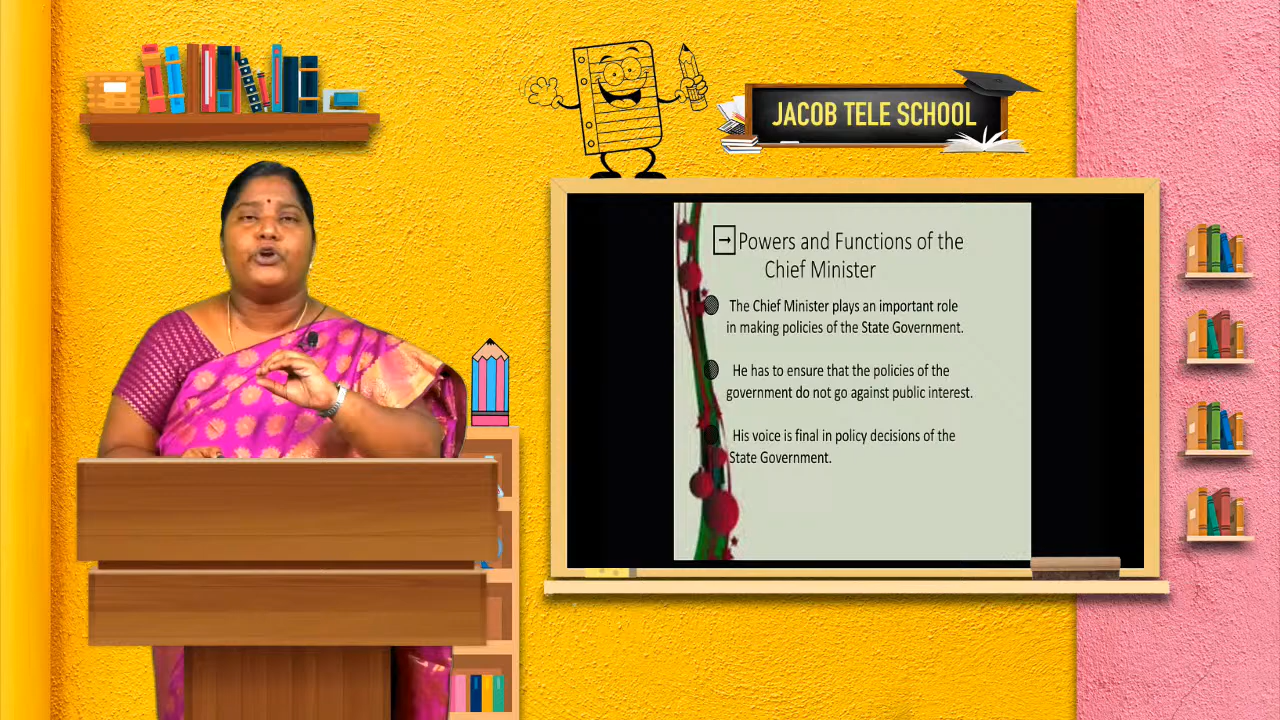 JACOB TELE SCHOOL
→ Powers and Functions of the
Chief Minister
The Chief Minister plays an important role
in making policies of the State Government.
He has to ensure that the policies of the
government do not go against public interest.
His voice is final in policy decisions of the
State Government.